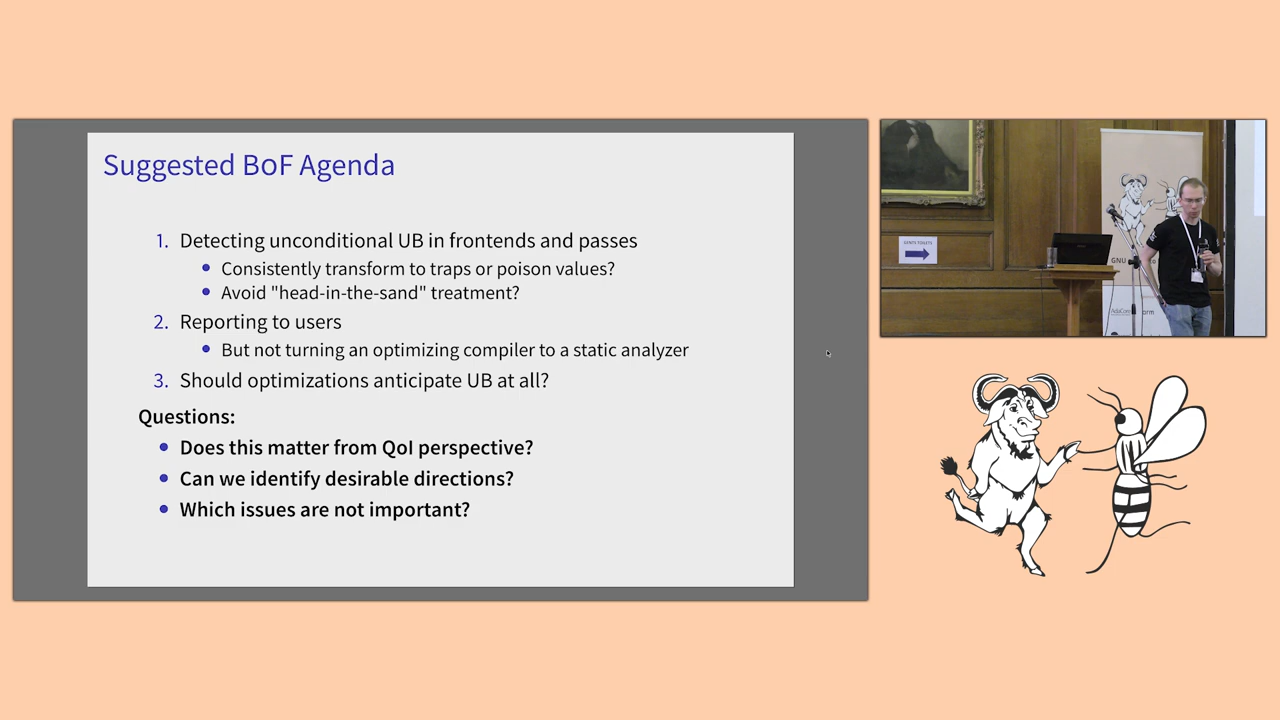 Suggested BoF Agenda
1. Detecting unconditional UB in frontends and passes
Consistently transform to traps or poison values?
Avoid "head-in-the-sand" treatment?
2. Reporting to users
But not turning an optimizing compiler to a static analyzer
3. Should optimizations anticipate UB at all?
Questions:
Does this matter from QoI perspective?
Can we identify desirable directions?
Which issues are not important?
GENTS TOILETS
GNU